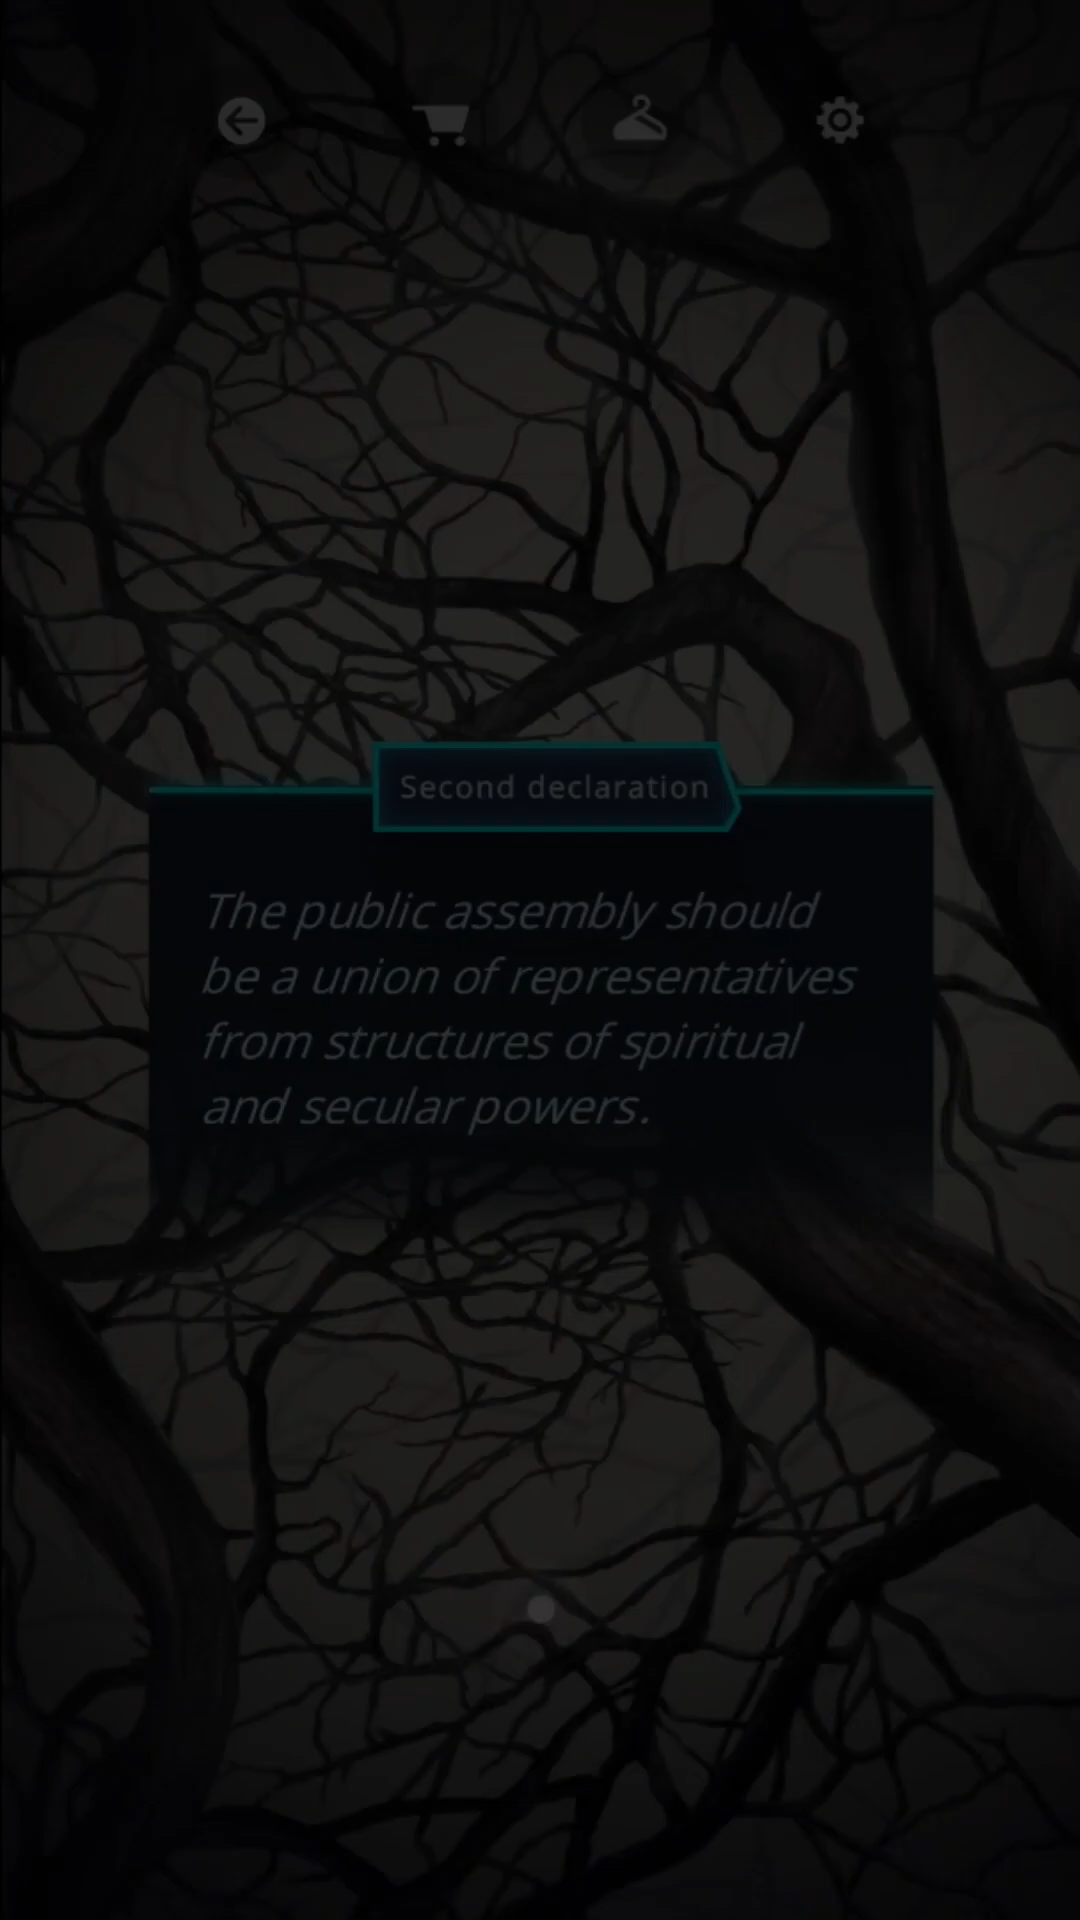 Second declaration
The public assembly should
be a union of representatives
from structures of spiritual
and secular powers.